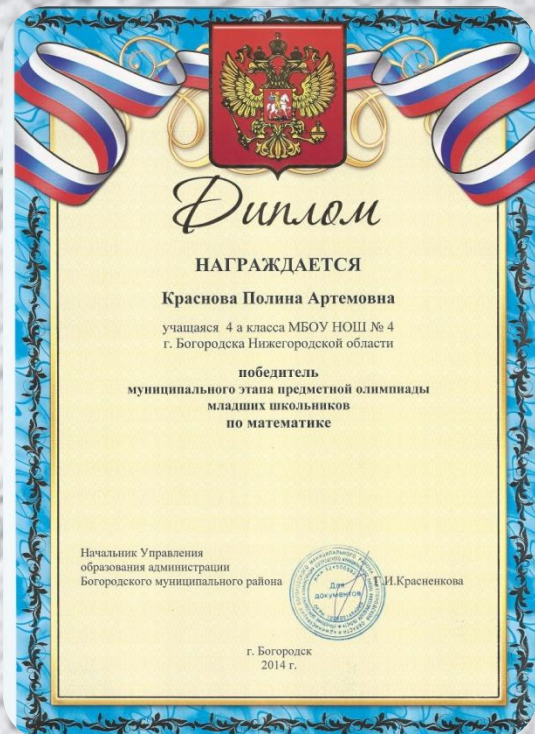 Диплом
НАГРАЖДАЕТСЯ
Краснова Полина Артемовна
учащаяся 4 а класса МБОУ НОШ № 4
г. Богородска Нижегородской области
победитель
муниципального этапа предметной олимпиады
младших школьников
по математике
Начальник Управления
образования администрации
Богородского муниципального района
Г.И.Красненкова
Для
документов
г. Богородск
2014 г.